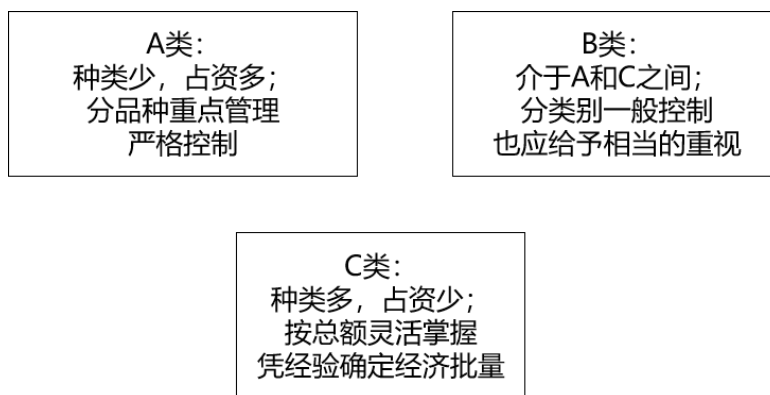 A类：
种类少，占资多；
分品种重点管理
严格控制
B类：
介于A和C之间；
分类别一般控制
也应给予相当的重视
C类：
种类多，占资少；
按总额灵活掌握
凭经验确定经济批量